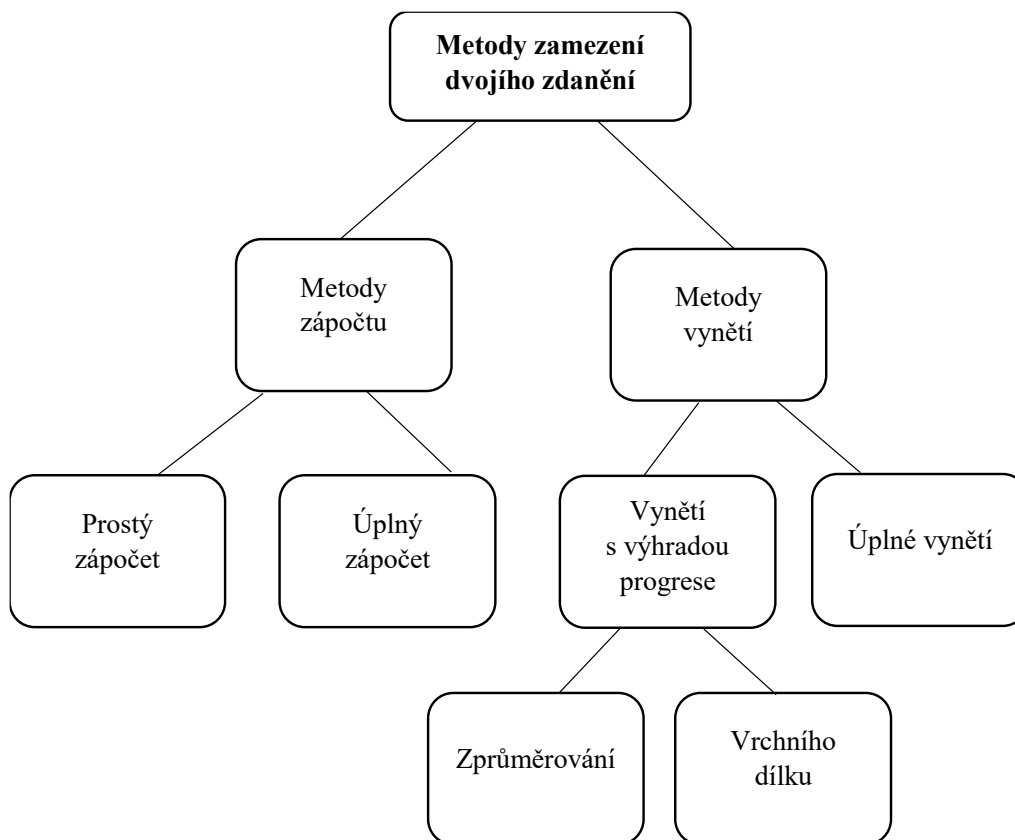 Metody zamezení
dvojího zdanění
Metody
zápočtu
Metody
vynětí
Prostý
zápočet
Úplný
zápočet
Vynětí
s výhradou
progrese
Úplné vynětí
Zprůměrování
Vrchního
dílku